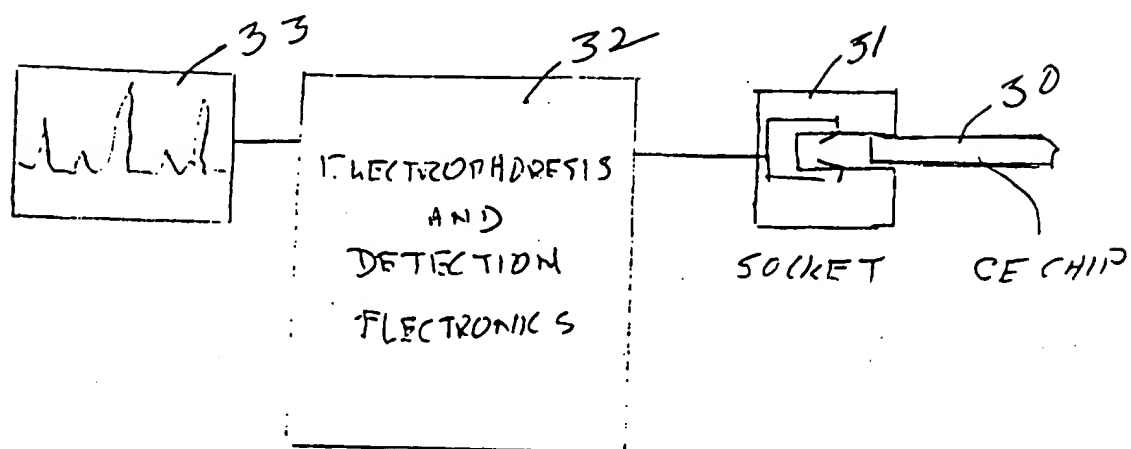 33
32
31
30
ELECTROPHORESIS
AND
DETECTION
ELECTRONICS
SOCKET
CE CHIP